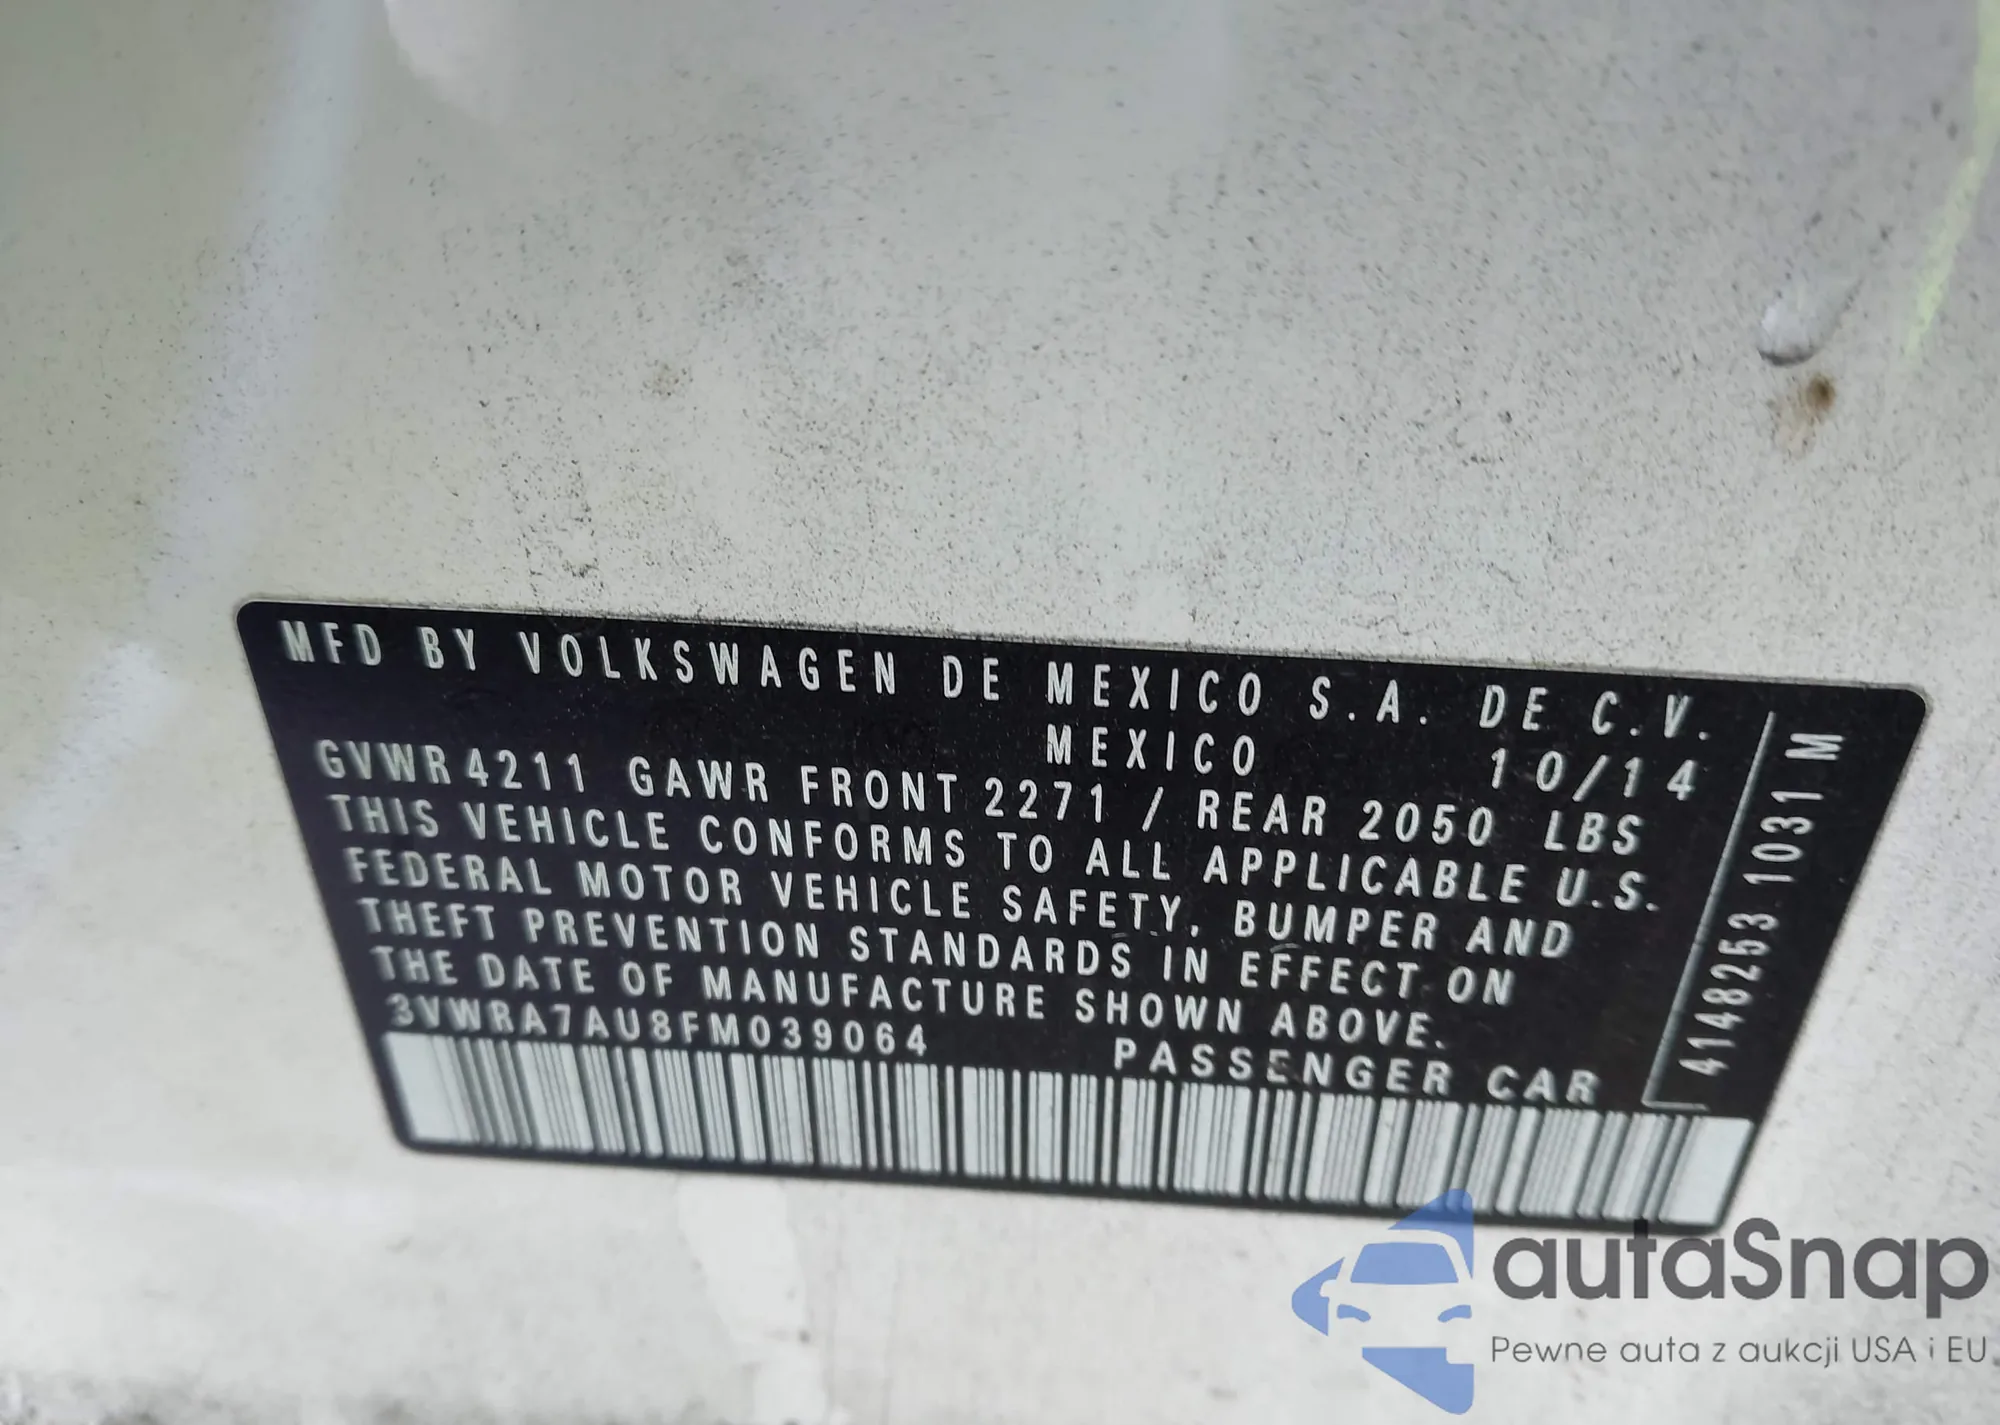 MFD BY VOLKSWAGEN DE MEXICO S.A. DE C.V.
MEXICO 10/14
GVWR 4211 GAWR FRONT 2271 / REAR 2050 LBS
THIS VEHICLE CONFORMS TO ALL APPLICABLE U.S.
FEDERAL MOTOR VEHICLE SAFETY, BUMPER AND
THEFT PREVENTION STANDARDS IN EFFECT ON
THE DATE OF MANUFACTURE SHOWN ABOVE.
3VWRA7AU8FM039064 PASSENGER CAR
4148253 1031 M
autaSnap
Pewne auta z aukcji USA i EU